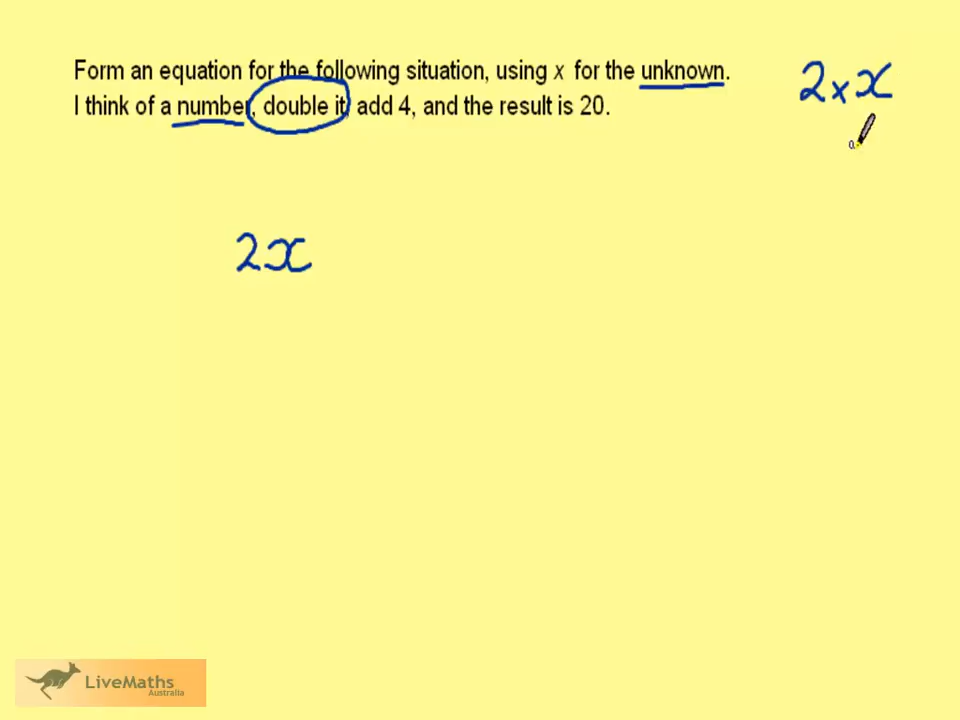 Form an equation for the following situation, using x for the unknown.
I think of a number, double it, add 4, and the result is 20.
2 × x
2x
LiveMaths
Australia